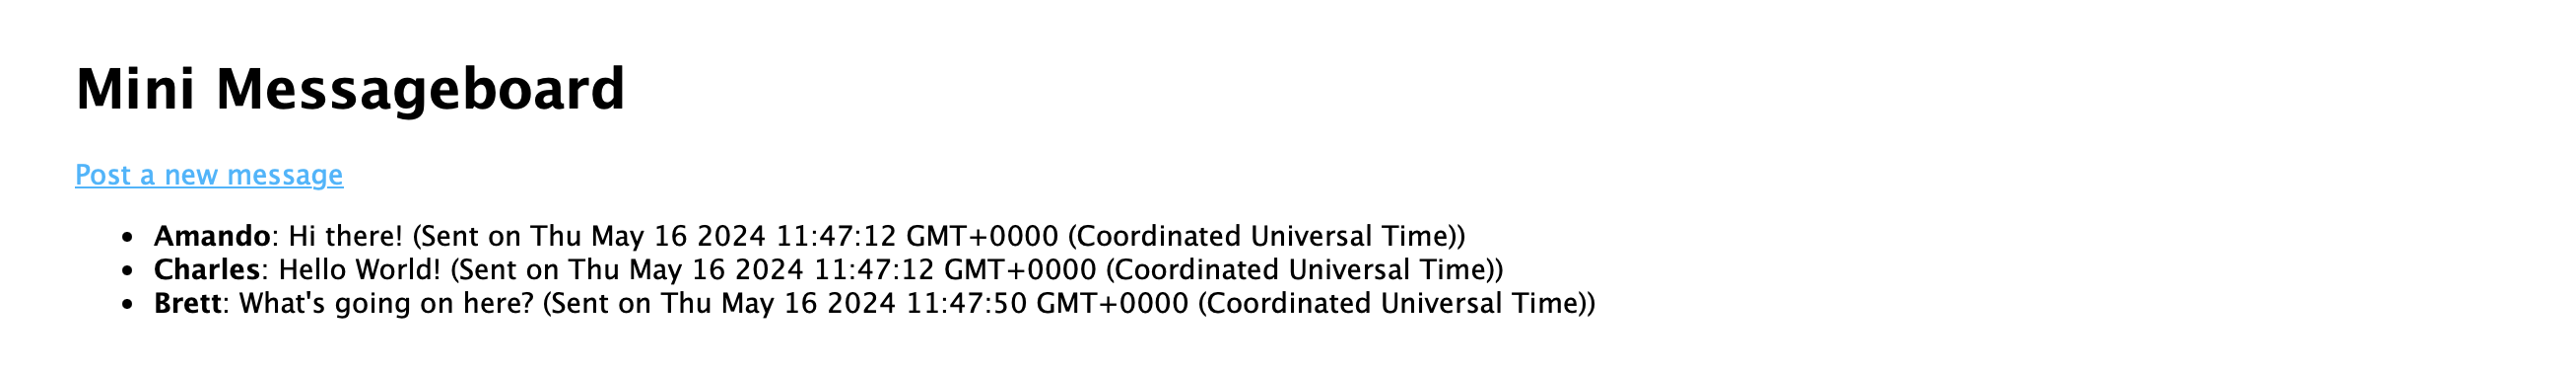 Mini Messageboard
Post a new message
Amando: Hi there! (Sent on Thu May 16 2024 11:47:12 GMT+0000 (Coordinated Universal Time))
Charles: Hello World! (Sent on Thu May 16 2024 11:47:12 GMT+0000 (Coordinated Universal Time))
Brett: What's going on here? (Sent on Thu May 16 2024 11:47:50 GMT+0000 (Coordinated Universal Time))